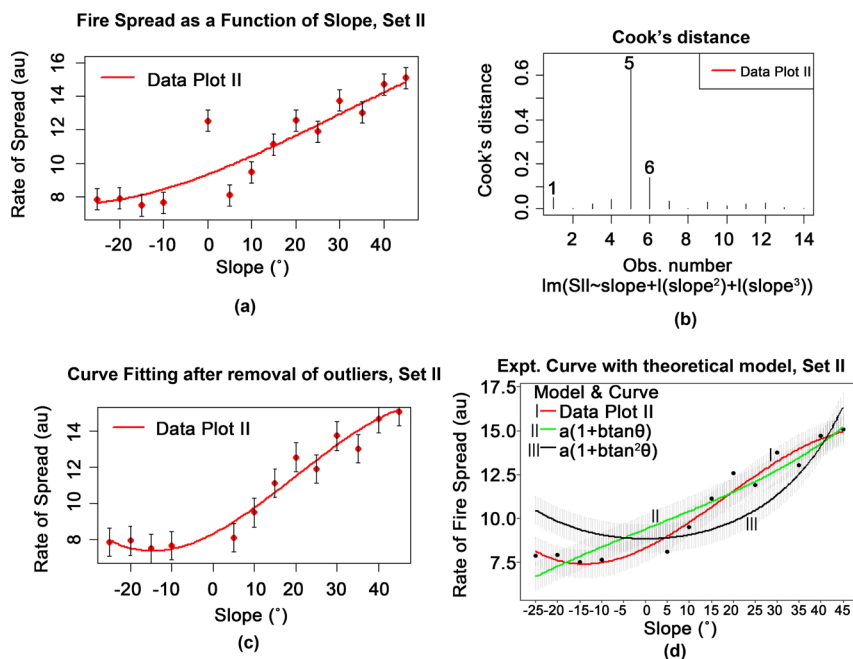 Fire Spread as a Function of Slope, Set II
Rate of Spread (au)
16
14
12
10
8
Data Plot II
-20 -10 0 10 20 30 40
Slope (˚)
(a)
Cook's distance
Cook's distance
0.6
0.4
0.2
0.0
Data Plot II
1
5
6
2 4 6 8 10 12 14
Obs. number
lm(SII~slope+I(slope²)+I(slope³))
(b)
Curve Fitting after removal of outliers, Set II
Rate of Spread (au)
14
12
10
8
Data Plot II
-20 -10 0 10 20 30 40
Slope (˚)
(c)
Expt. Curve with theoretical model, Set II
Rate of Fire Spread (au)
17.5
15.0
12.5
10.0
7.5
Model & Curve
I Data Plot II
II a(1+btanθ)
III a(1+btan²θ)
I
II
III
-25 -20 -15 -10 -5 0 5 10 15 20 25 30 35 40 45
Slope (˚)
(d)